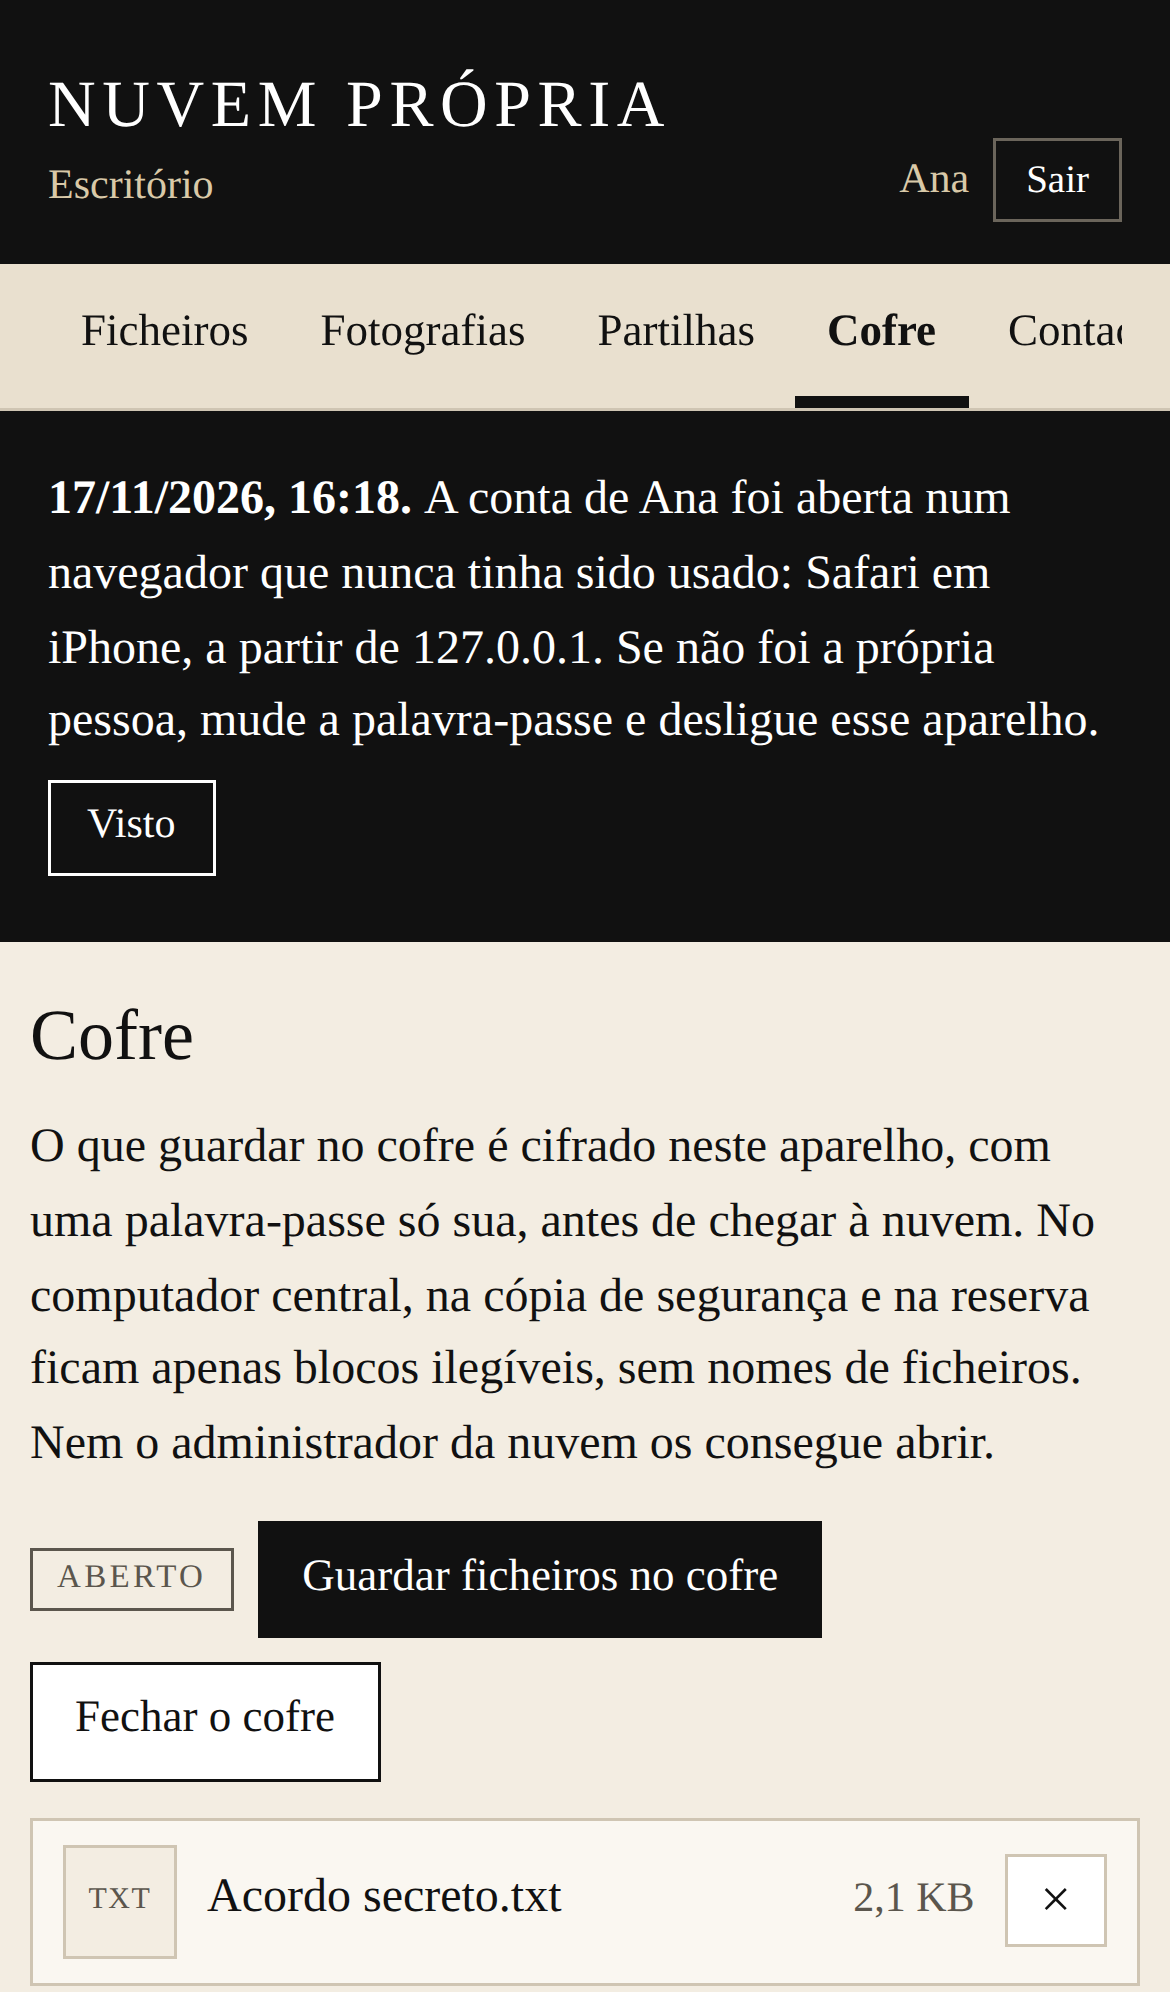 NUVEM PRÓPRIA
Escritório
Ana
Sair
Ficheiros Fotografias Partilhas Cofre
17/11/2026, 16:18. A conta de Ana foi aberta num
navegador que nunca tinha sido usado: Safari em
iPhone, a partir de 127.0.0.1. Se não foi a própria
pessoa, mude a palavra-passe e desligue esse aparelho.
Visto
Cofre
O que guardar no cofre é cifrado neste aparelho, com
uma palavra-passe só sua, antes de chegar à nuvem. No
computador central, na cópia de segurança e na reserva
ficam apenas blocos ilegíveis, sem nomes de ficheiros.
Nem o administrador da nuvem os consegue abrir.
ABERTO
Guardar ficheiros no cofre
Fechar o cofre
TXT Acordo secreto.txt 2,1 KB ×